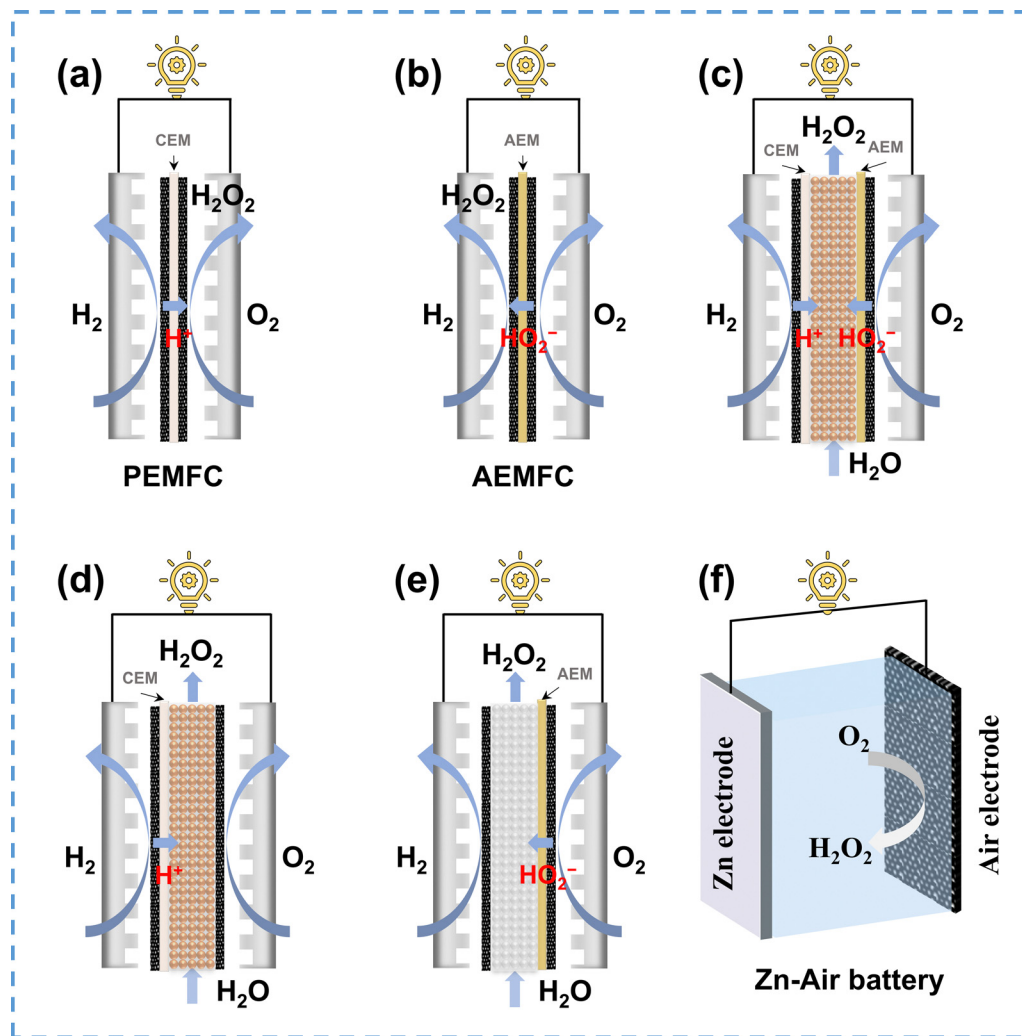 (a)
CEM
H₂O₂
H₂
O₂
H⁺
PEMFC
(b)
AEM
H₂O₂
H₂
O₂
HO₂⁻
AEMFC
(c)
H₂O₂
CEM
AEM
H₂
O₂
H⁺
HO₂⁻
H₂O
(d)
H₂O₂
CEM
H₂
O₂
H⁺
H₂O
(e)
H₂O₂
AEM
H₂
O₂
HO₂⁻
H₂O
(f)
Zn electrode
O₂
H₂O₂
Air electrode
Zn-Air battery